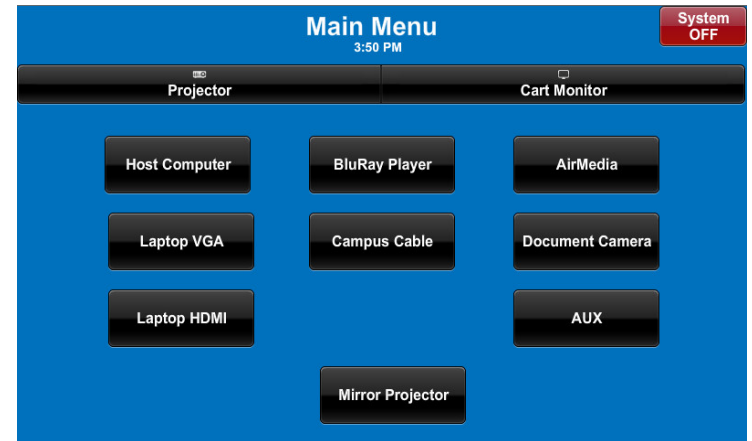 Main Menu
System
OFF
3:50 PM
Projector
Cart Monitor
Host Computer
BluRay Player
AirMedia
Laptop VGA
Campus Cable
Document Camera
Laptop HDMI
AUX
Mirror Projector